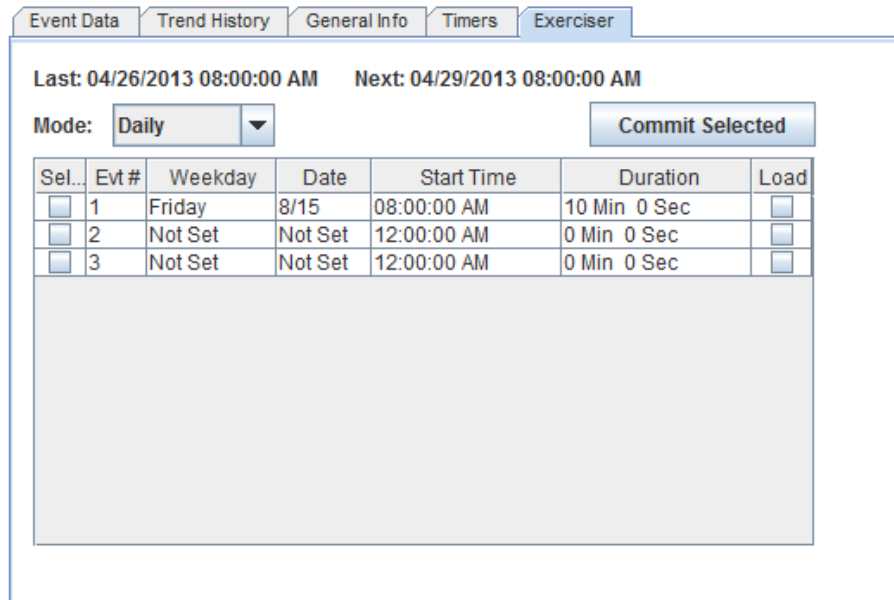 Event Data Trend History General Info Timers Exerciser
Last: 04/26/2013 08:00:00 AM Next: 04/29/2013 08:00:00 AM
Mode: Daily Commit Selected
Sel... Evt # Weekday Date Start Time Duration Load
1 Friday 8/15 08:00:00 AM 10 Min 0 Sec
2 Not Set Not Set 12:00:00 AM 0 Min 0 Sec
3 Not Set Not Set 12:00:00 AM 0 Min 0 Sec